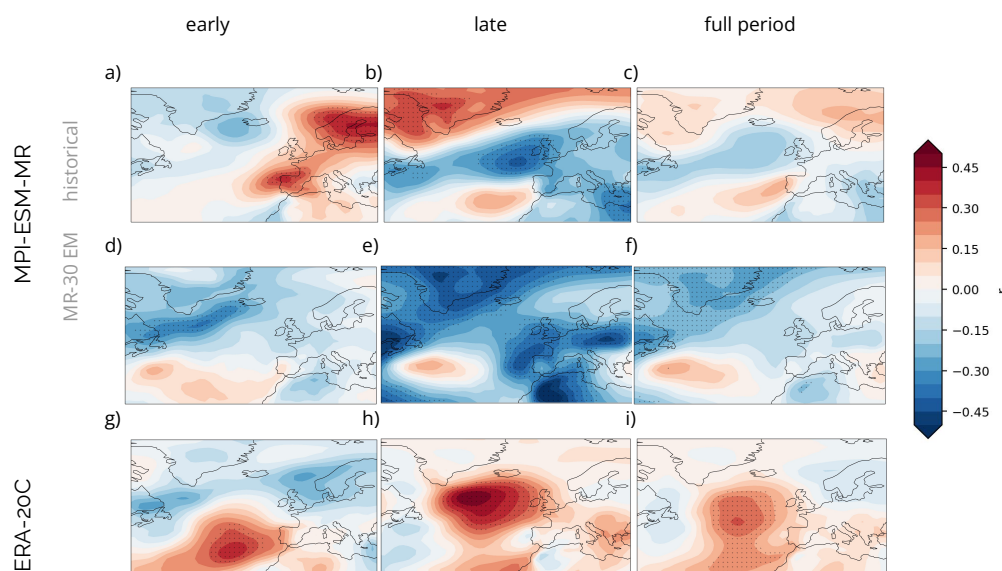 early late full period
a) b) c)
MPI-ESM-MR
historical
MR-30 EM
d) e) f)
g) h) i)
ERA-20C
0.45
0.30
0.15
0.00
−0.15
−0.30
−0.45